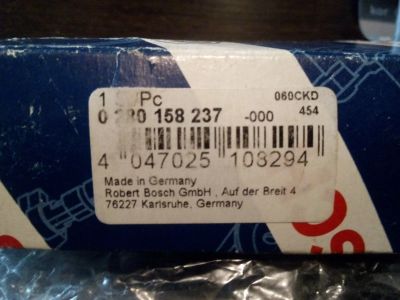 1 /Pc
060CKD
0 280 158 237 -000 454
4 047025 108294
Made in Germany
Robert Bosch GmbH , Auf der Breit 4
76227 Karlsruhe, Germany